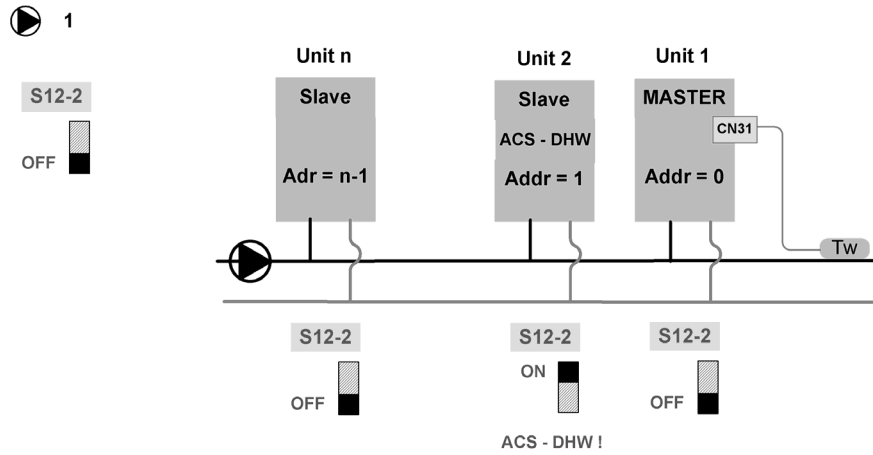 1
S12-2
OFF
Unit n
Unit 2
Unit 1
Slave
Adr = n-1
Slave
ACS - DHW
Addr = 1
MASTER
CN31
Addr = 0
Tw
S12-2
OFF
S12-2
ON
ACS - DHW !
S12-2
OFF